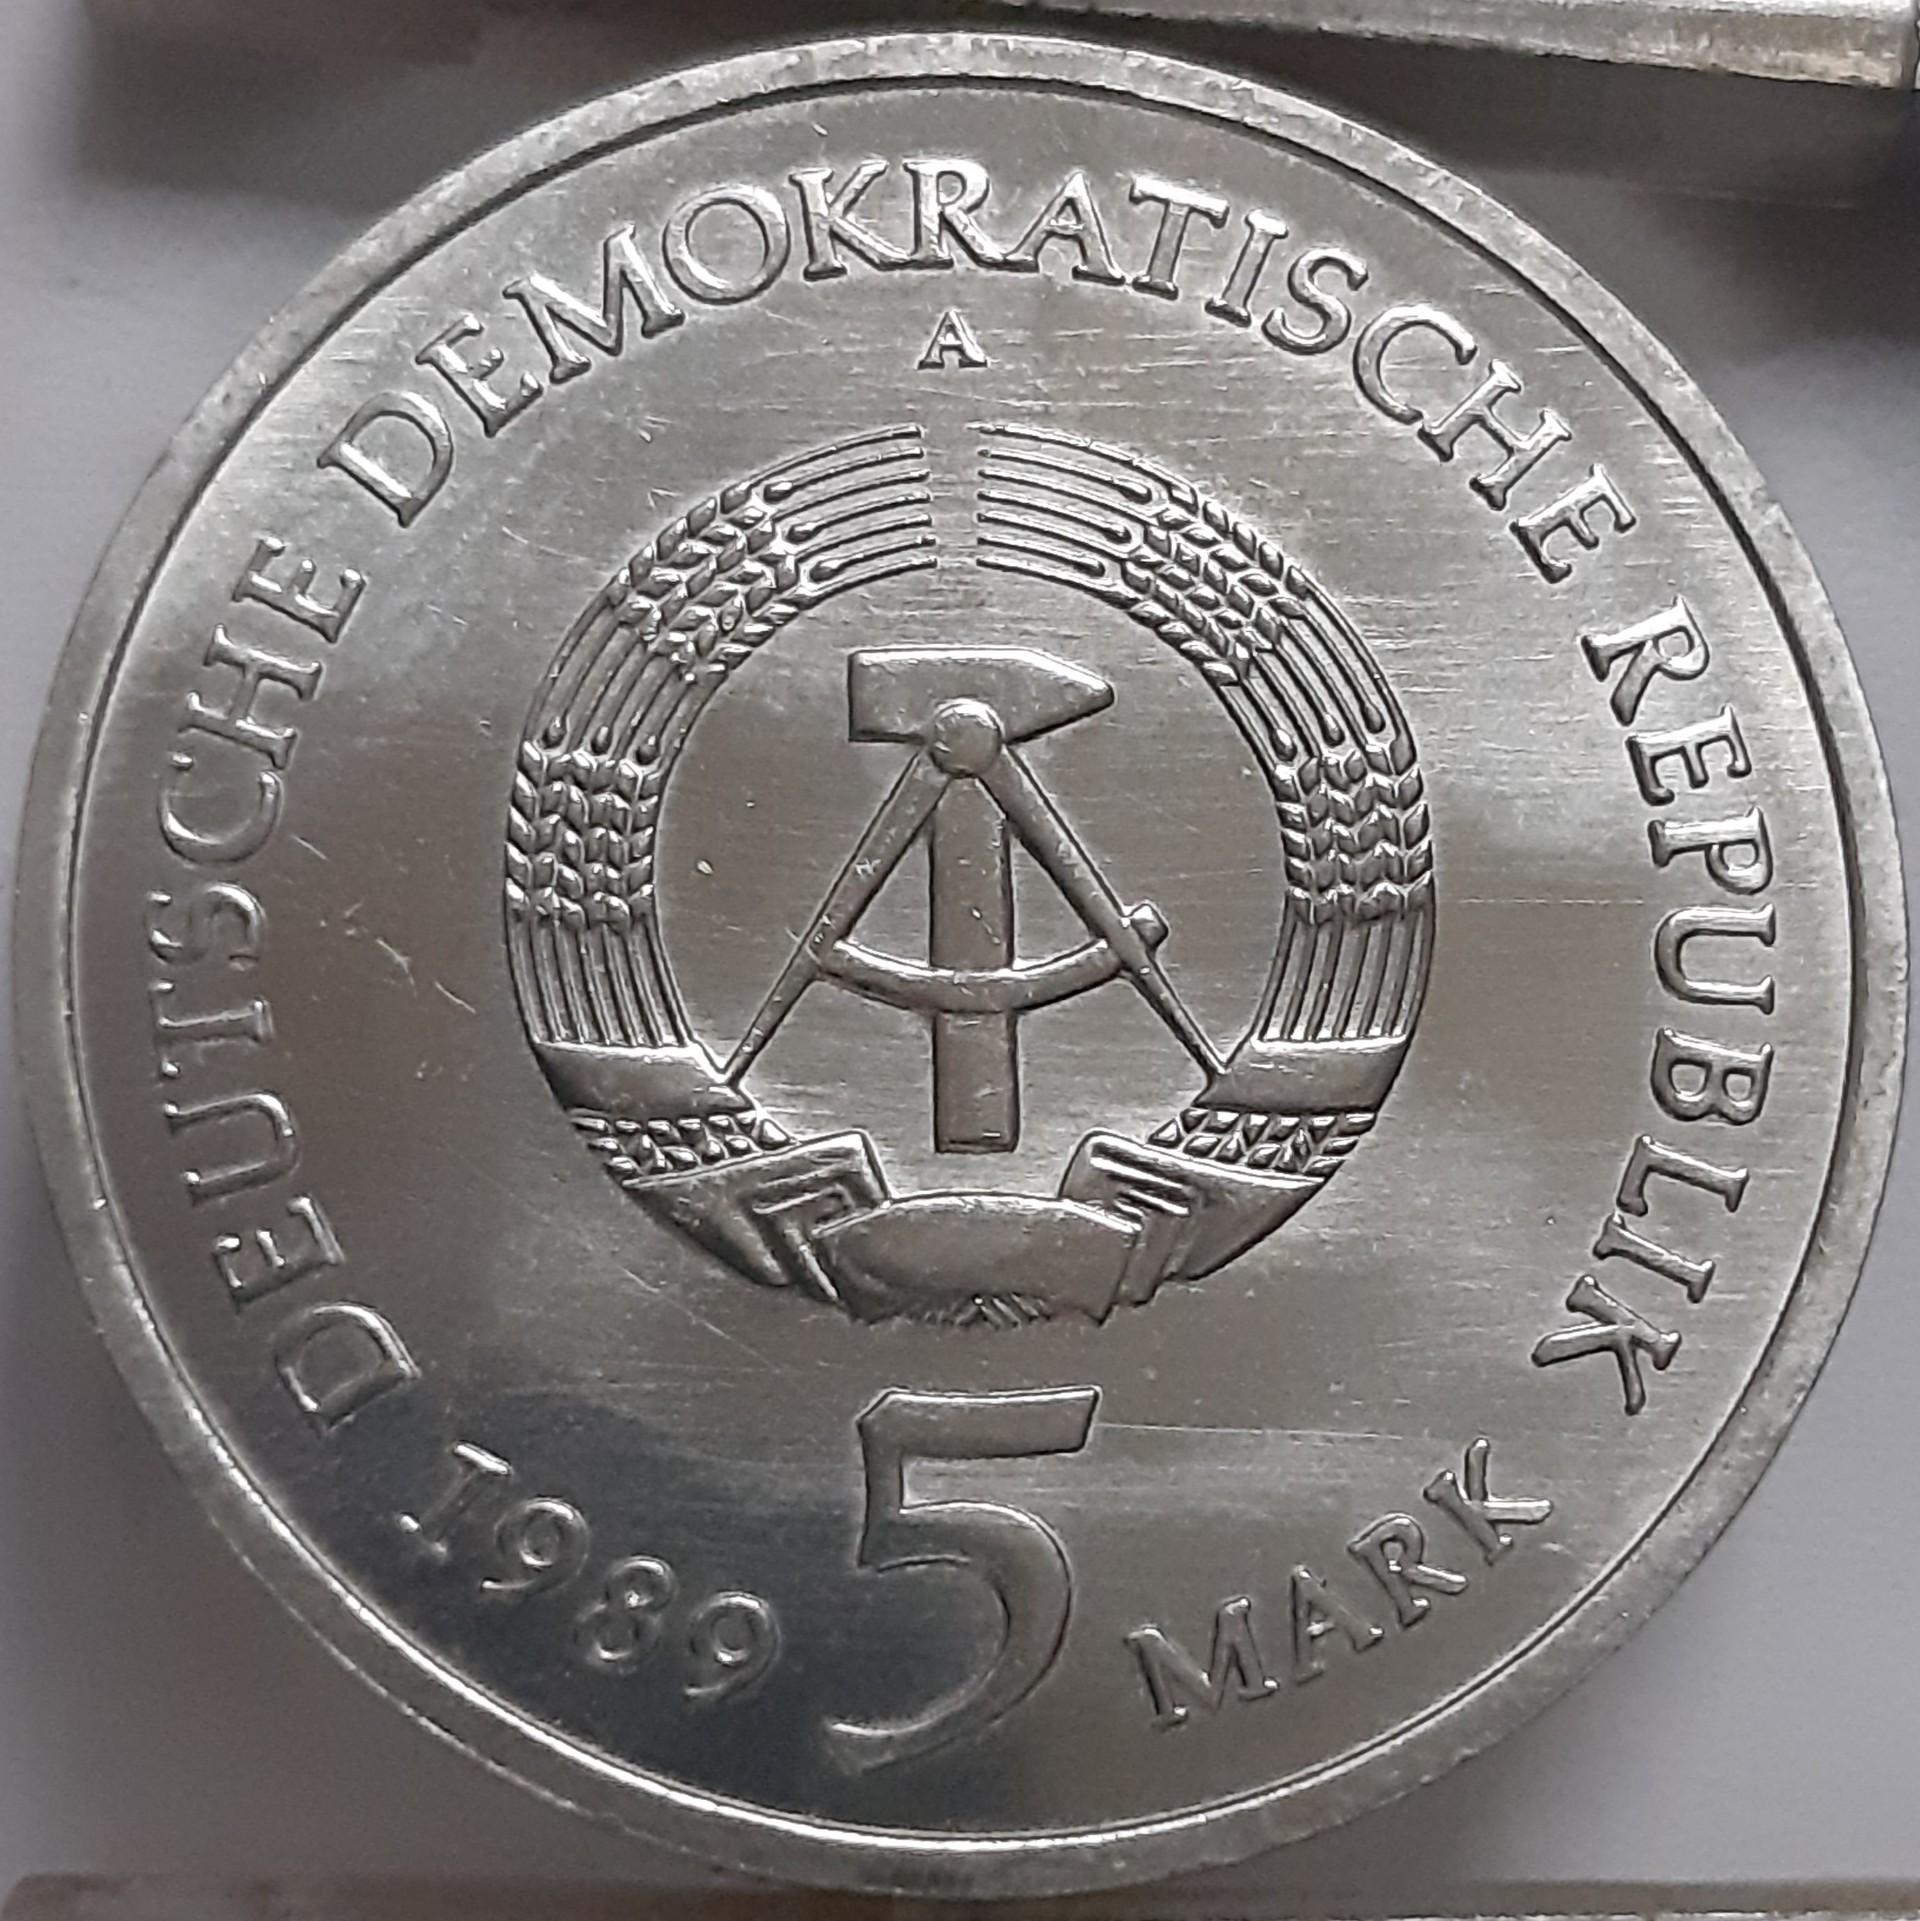 DEUTSCHE DEMOKRATISCHE REPUBLIK
A
1989 5 MARK